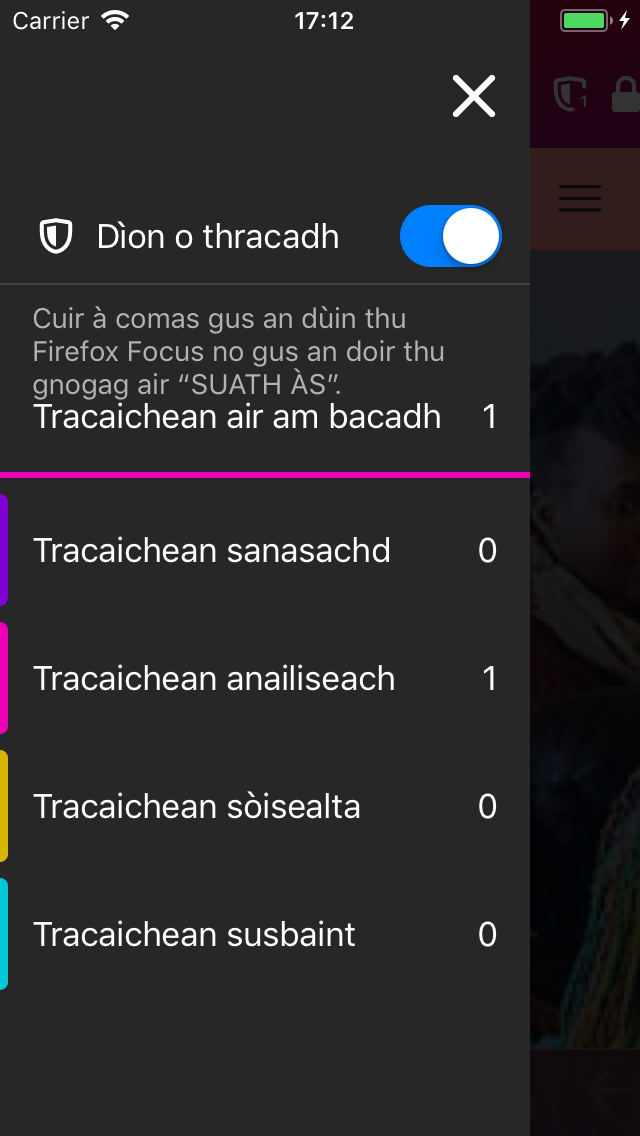 Carrier 17:12
1
Dìon o thracadh
Cuir à comas gus an dùin thu
Firefox Focus no gus an doir thu
gnogag air “SUATH ÀS”.
Tracaichean air am bacadh 1
Tracaichean sanasachd 0
Tracaichean anailiseach 1
Tracaichean sòisealta 0
Tracaichean susbaint 0